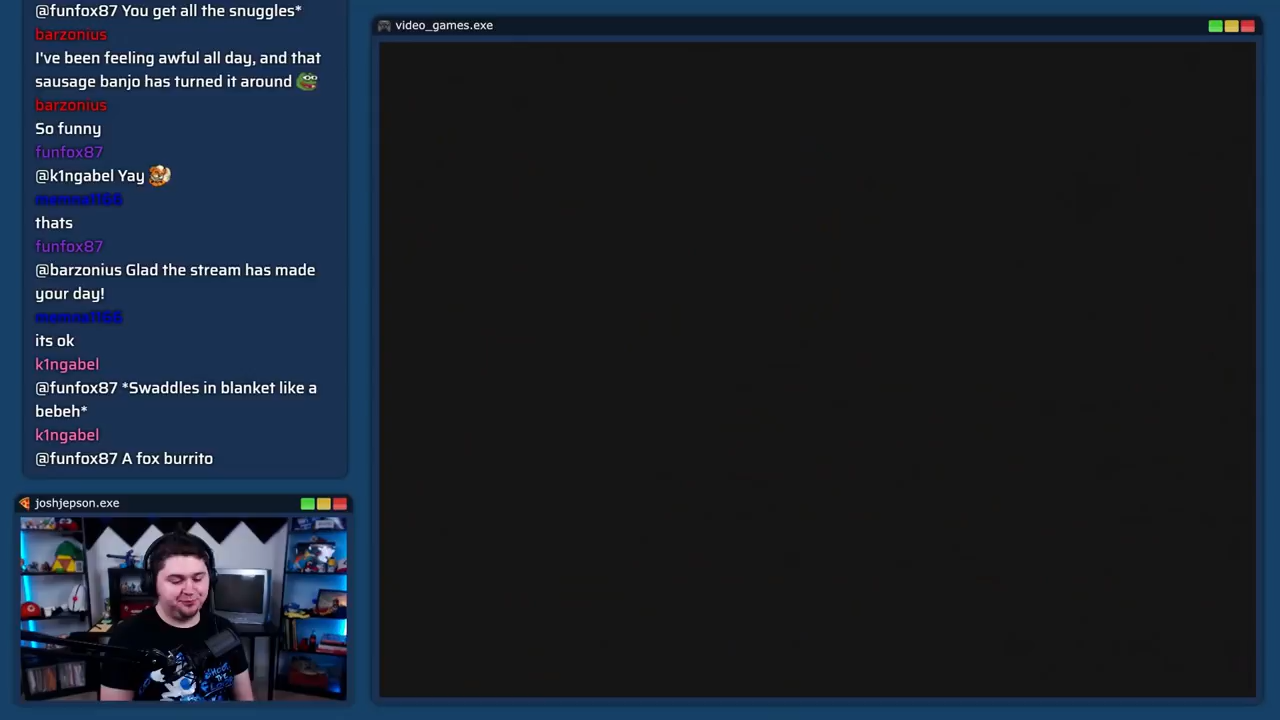 @funfox87 You get all the snuggles*
barzonius
I've been feeling awful all day, and that
sausage banjo has turned it around
barzonius
So funny
funfox87
@k1ngabel Yay
thats
funfox87
@barzonius Glad the stream has made
your day!
its ok
k1ngabel
@funfox87 *Swaddles in blanket like a
bebeh*
k1ngabel
@funfox87 A fox burrito
joshjepson.exe
video_games.exe